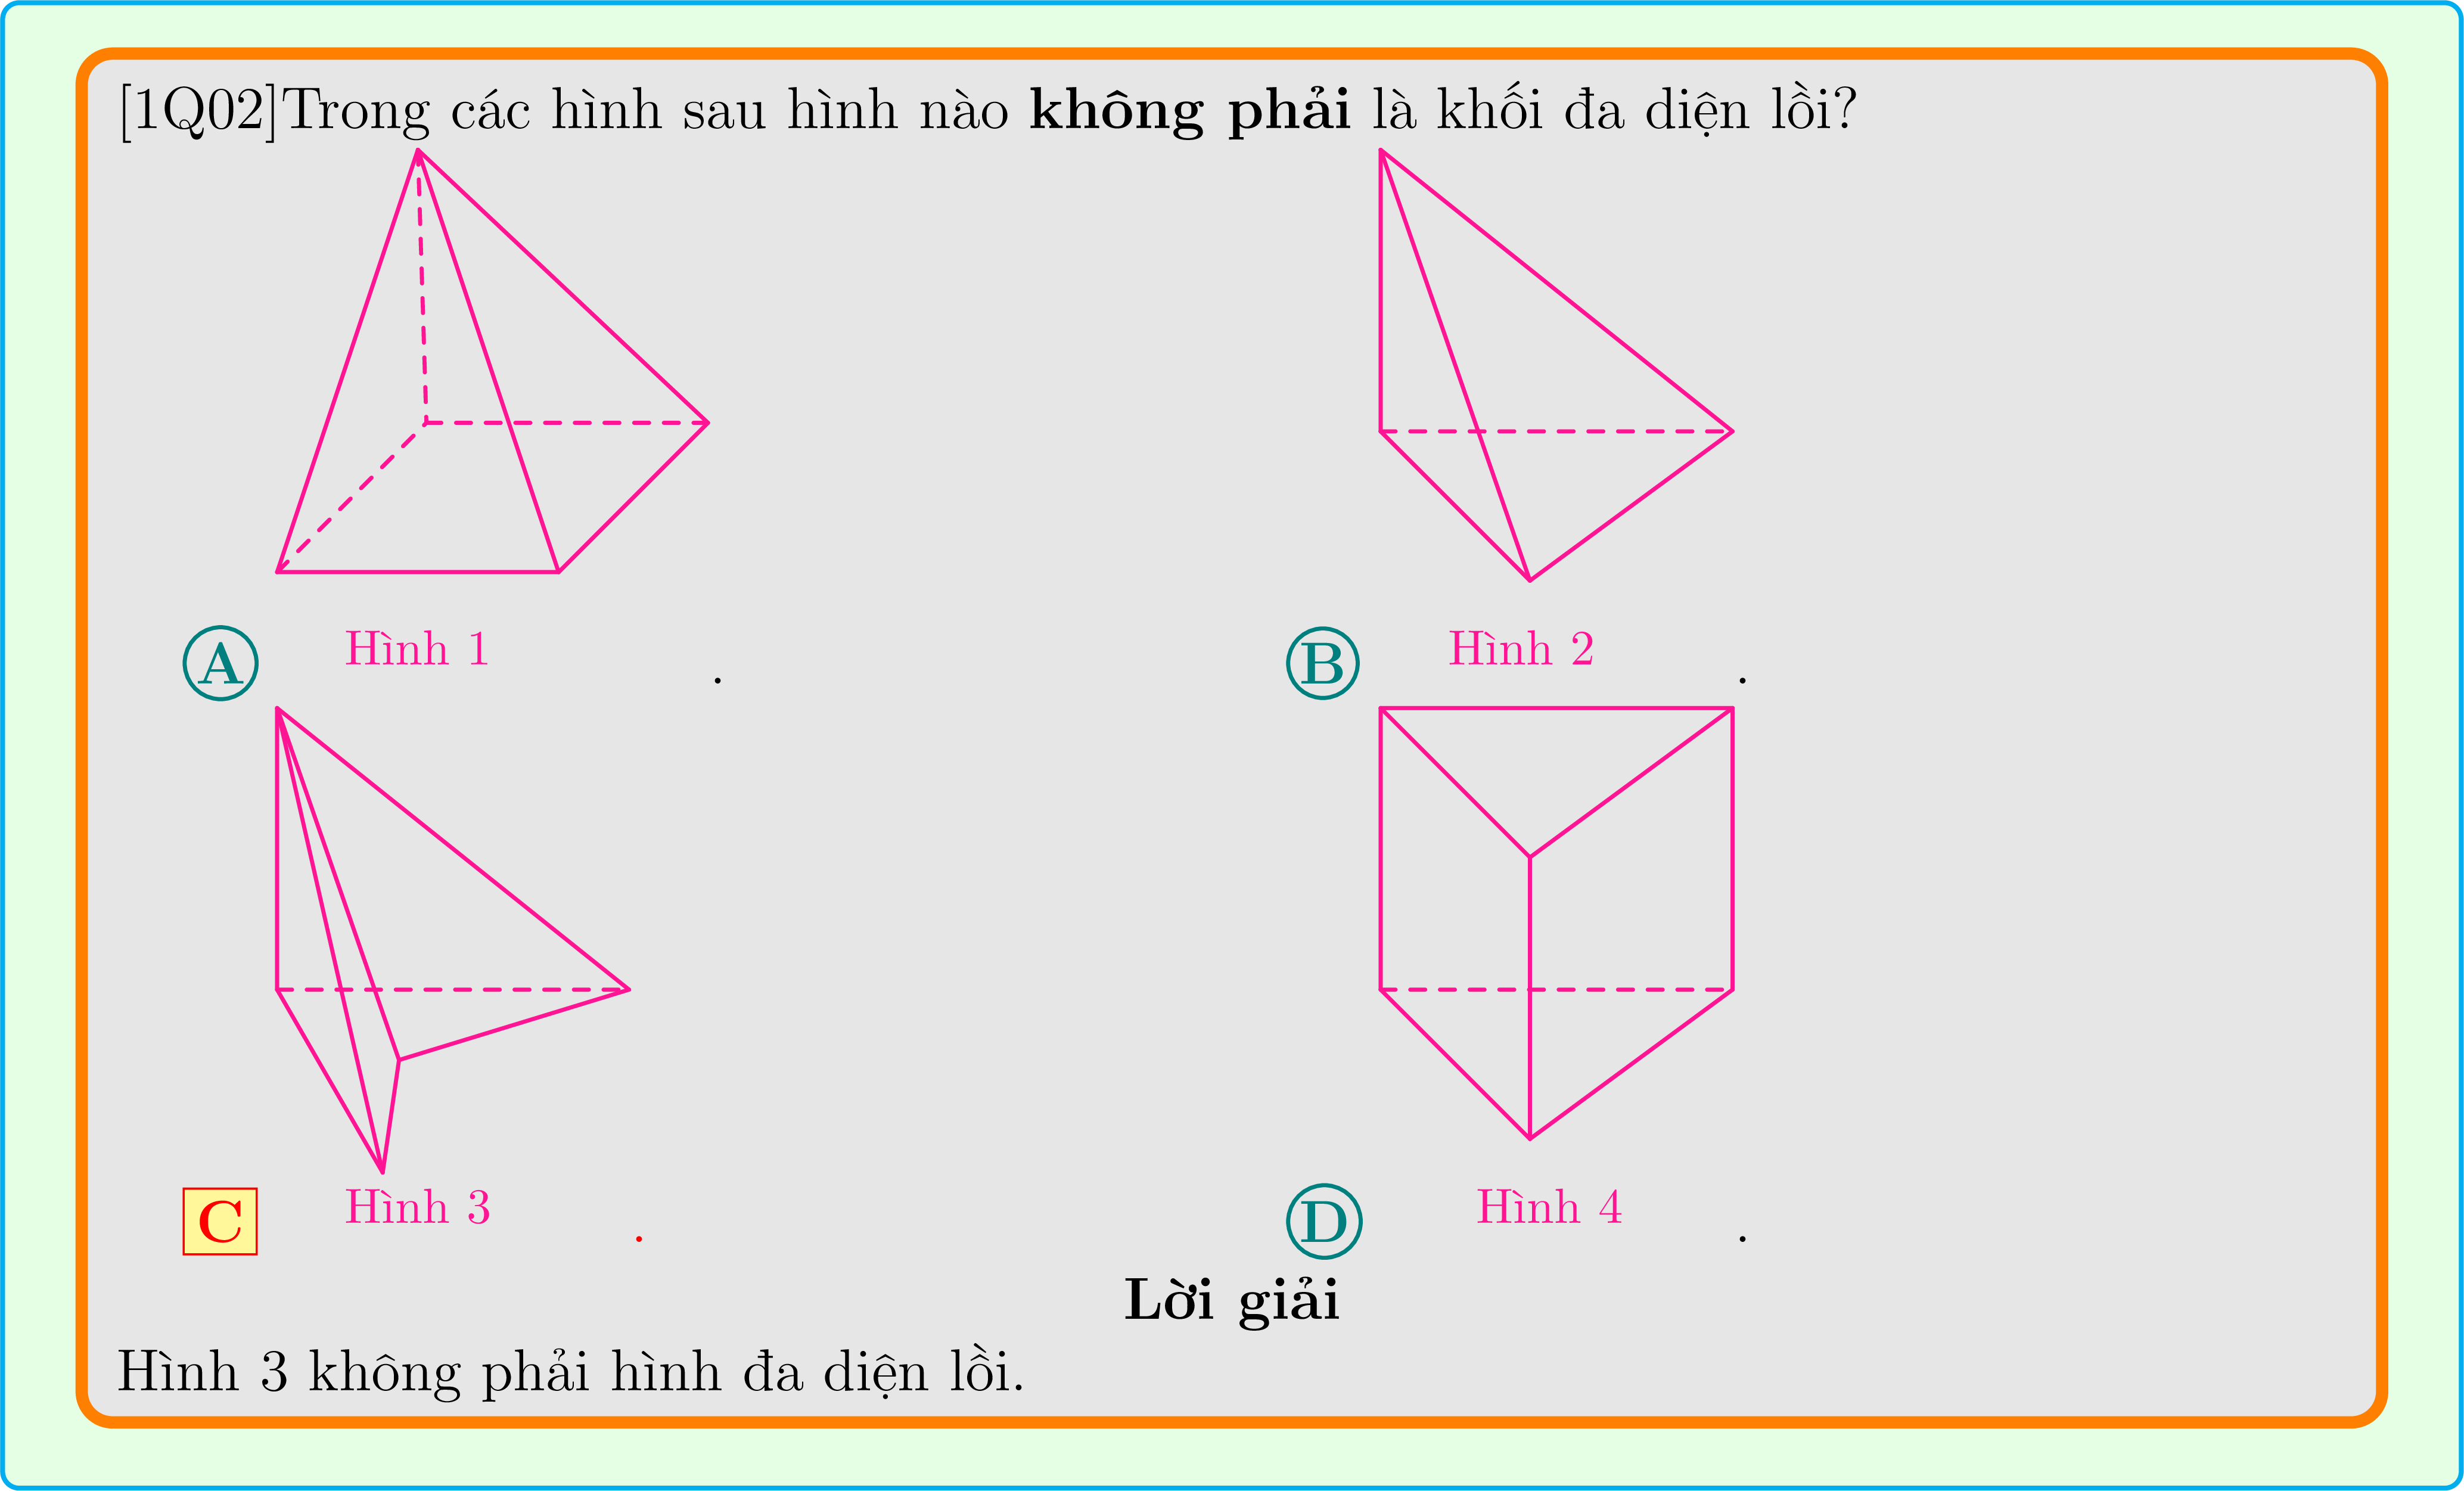 [1Q02]Trong các hình sau hình nào không phải là khối đa diện lồi?
A Hình 1 .
B Hình 2 .
C Hình 3 .
D Hình 4 .
Lời giải
Hình 3 không phải hình đa diện lồi.